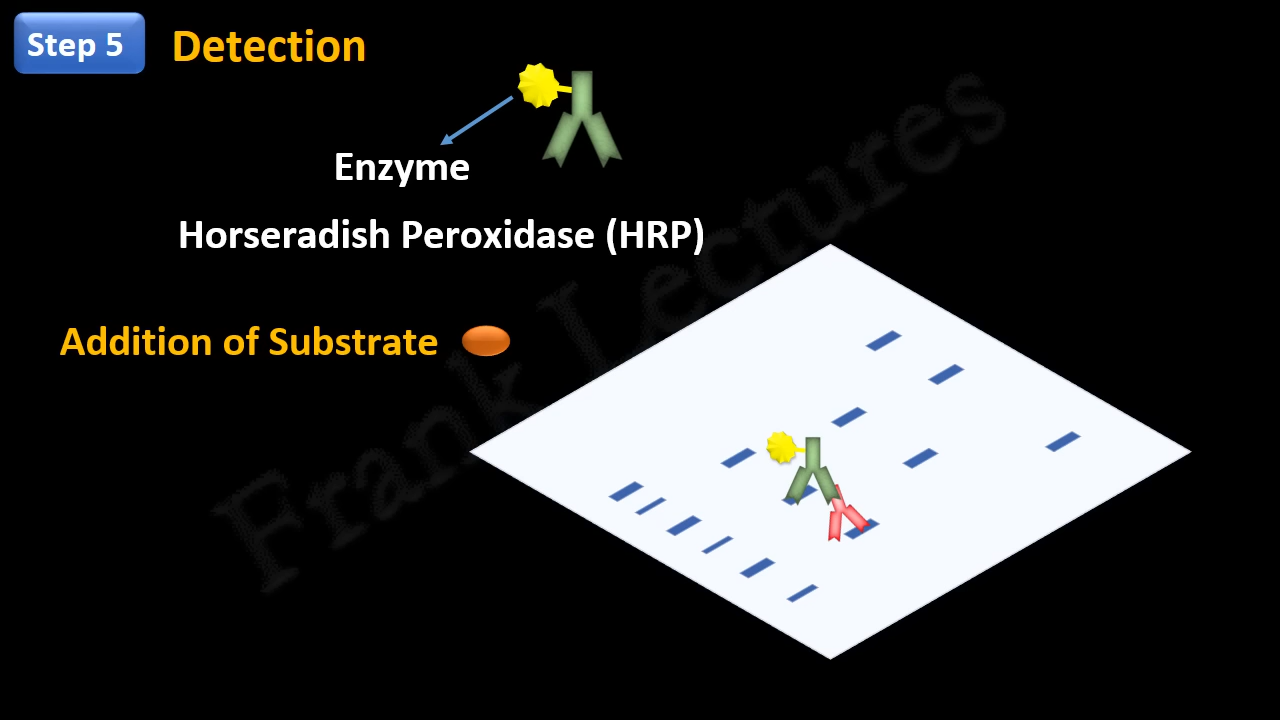 Step 5
Detection
Enzyme
Horseradish Peroxidase (HRP)
Addition of Substrate
Frank Lectures